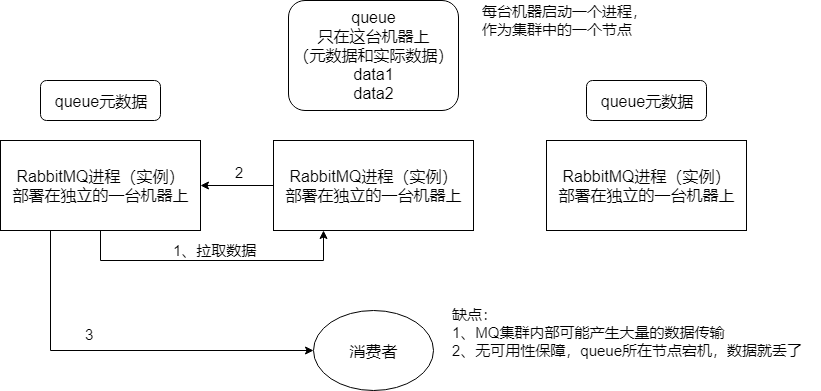 queue
只在这台机器上
（元数据和实际数据）
data1
data2
每台机器启动一个进程，
作为集群中的一个节点
queue元数据
queue元数据
RabbitMQ进程（实例）
部署在独立的一台机器上
2
RabbitMQ进程（实例）
部署在独立的一台机器上
RabbitMQ进程（实例）
部署在独立的一台机器上
1、拉取数据
3
消费者
缺点：
1、MQ集群内部可能产生大量的数据传输
2、无可用性保障，queue所在节点宕机，数据就丢了